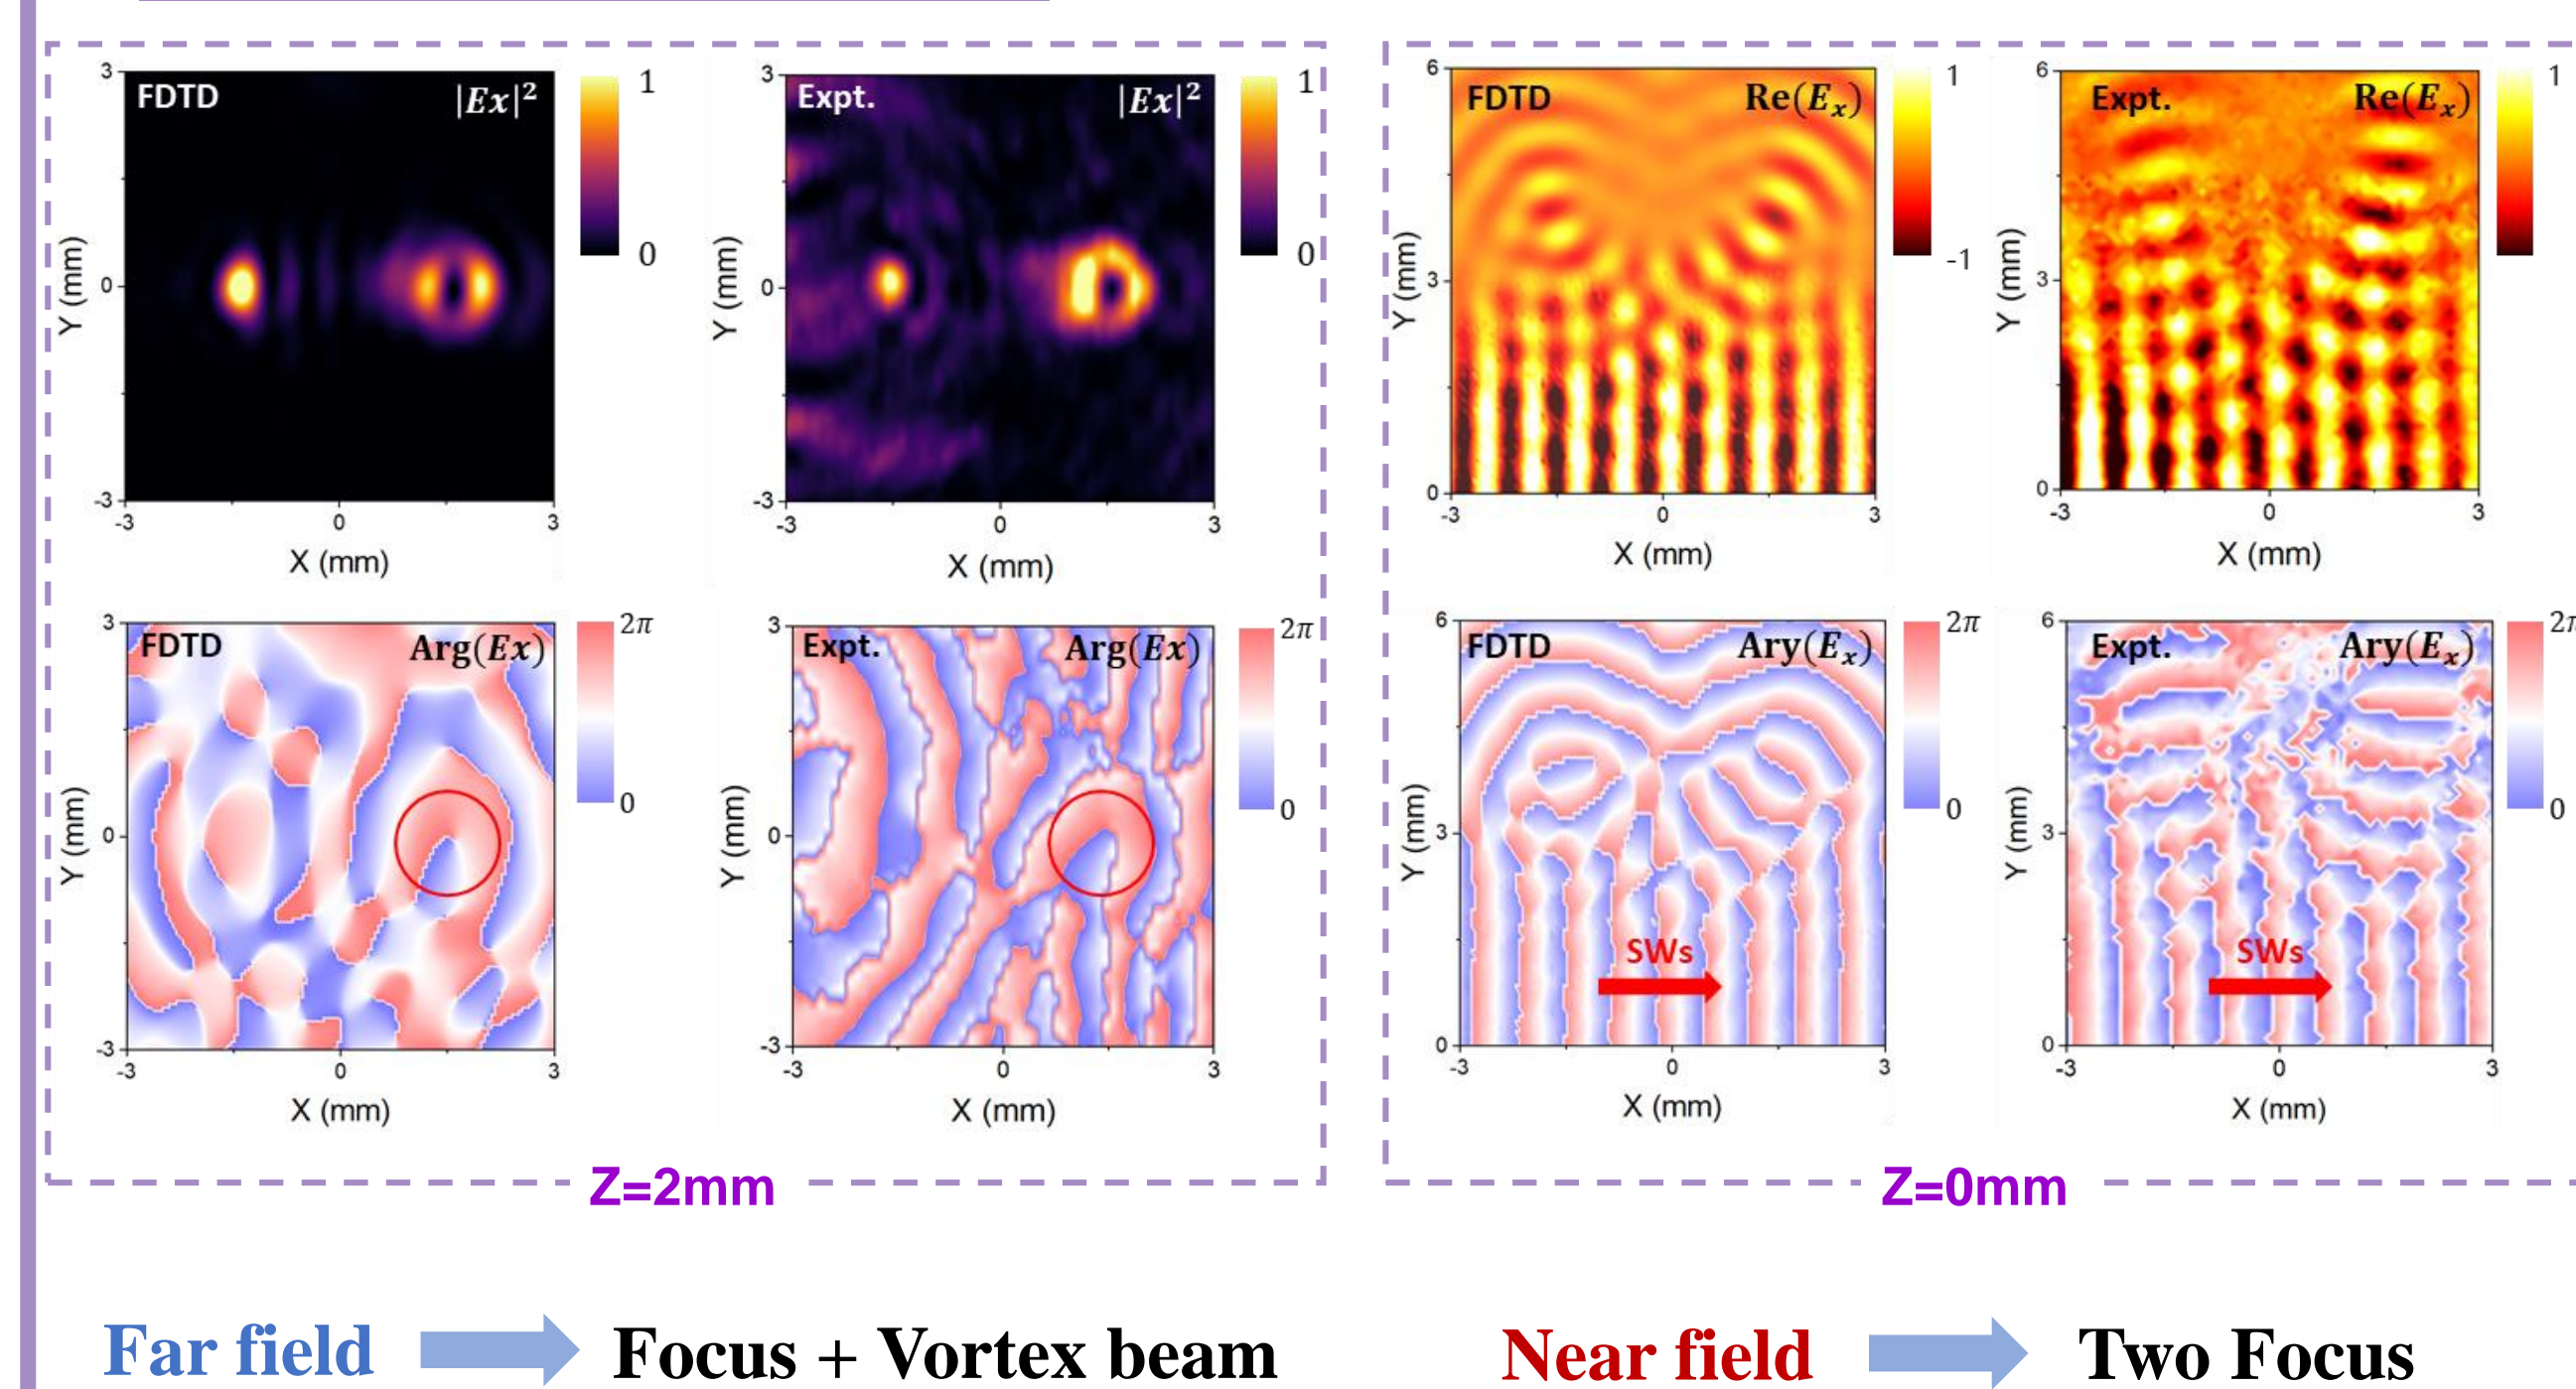 FDTD
|Ex|²
1
0
3
0
-3
-3
0
3
Y (mm)
X (mm)
Expt.
|Ex|²
1
0
3
0
-3
-3
0
3
Y (mm)
X (mm)
FDTD
Arg(Ex)
2π
0
3
0
-3
-3
0
3
Y (mm)
X (mm)
Expt.
Arg(Ex)
2π
0
3
0
-3
-3
0
3
Y (mm)
X (mm)
Z=2mm
FDTD
Re(Eₓ)
1
-1
6
3
0
-3
0
3
Y (mm)
X (mm)
Expt.
Re(Eₓ)
1
6
3
0
-3
0
3
Y (mm)
X (mm)
FDTD
Ary(Eₓ)
2π
0
6
3
0
SWs
-3
0
3
Y (mm)
X (mm)
Expt.
Ary(Eₓ)
2π
0
6
3
0
SWs
-3
0
3
Y (mm)
X (mm)
Z=0mm
Far field
Focus + Vortex beam
Near field
Two Focus